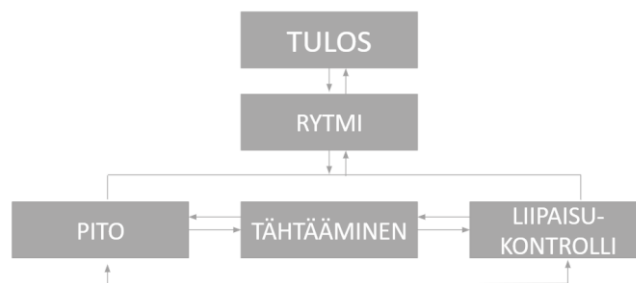 TULOS
RYTMI
PITO
TÄHTÄÄMINEN
LIIPAISU-
KONTROLLI